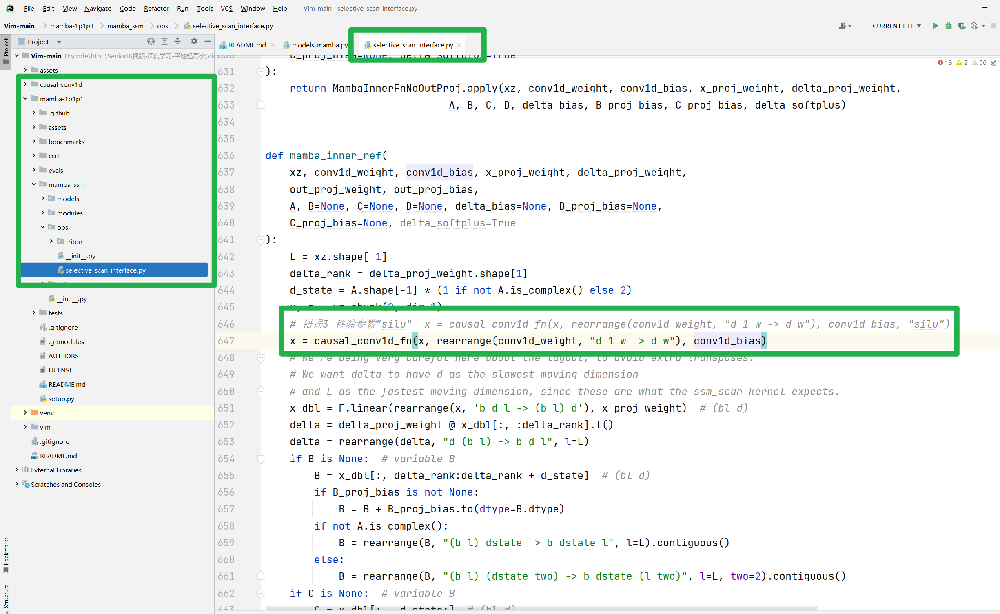 File Edit View Navigate Code Refactor Run Tools VCS Window Help Vim-main - selective_scan_interface.py
Vim-main mamba-1p1p1 mamba_ssm ops selective_scan_interface.py CURRENT FILE
Project
README.md models_mamba.py selective_scan_interface.py
Project
Vim-main D:\code\btbu\Senior0\视频-深度学习-平地起高楼\Vi
assets
causal-conv1d
mamba-1p1p1
.github
assets
benchmarks
csrc
evals
mamba_ssm
models
modules
ops
triton
__init__.py
selective_scan_interface.py
__init__.py
tests
.gitignore
.gitmodules
AUTHORS
LICENSE
README.md
setup.py
venv
vim
.gitignore
README.md
External Libraries
Scratches and Consoles
Bookmarks
Structure
13 2 96 1
630 C_proj_bias=None, delta_softplus=True
631 ):
632 return MambaInnerFnNoOutProj.apply(xz, conv1d_weight, conv1d_bias, x_proj_weight, delta_proj_weight,
633 A, B, C, D, delta_bias, B_proj_bias, C_proj_bias, delta_softplus)
634
635
636 def mamba_inner_ref(
637 xz, conv1d_weight, conv1d_bias, x_proj_weight, delta_proj_weight,
638 out_proj_weight, out_proj_bias,
639 A, B=None, C=None, D=None, delta_bias=None, B_proj_bias=None,
640 C_proj_bias=None, delta_softplus=True
641 ):
642 L = xz.shape[-1]
643 delta_rank = delta_proj_weight.shape[1]
644 d_state = A.shape[-1] * (1 if not A.is_complex() else 2)
645 x, z = xz.chunk(2, dim=1)
646 # 错误3 移除参数"silu" x = causal_conv1d_fn(x, rearrange(conv1d_weight, "d 1 w -> d w"), conv1d_bias, "silu")
647 x = causal_conv1d_fn(x, rearrange(conv1d_weight, "d 1 w -> d w"), conv1d_bias)
648 # We're being very careful here about the layout, to avoid extra transposes.
649 # We want delta to have d as the slowest moving dimension
650 # and L as the fastest moving dimension, since those are what the ssm_scan kernel expects.
651 x_dbl = F.linear(rearrange(x, 'b d l -> (b l) d'), x_proj_weight) # (bl d)
652 delta = delta_proj_weight @ x_dbl[:, :delta_rank].t()
653 delta = rearrange(delta, "d (b l) -> b d l", l=L)
654 if B is None: # variable B
655 B = x_dbl[:, delta_rank:delta_rank + d_state] # (bl d)
656 if B_proj_bias is not None:
657 B = B + B_proj_bias.to(dtype=B.dtype)
658 if not A.is_complex():
659 B = rearrange(B, "(b l) dstate -> b dstate l", l=L).contiguous()
660 else:
661 B = rearrange(B, "(b l) (dstate two) -> b dstate (l two)", l=L, two=2).contiguous()
662 if C is None: # variable B
663 C = x_dbl[:, -d_state:] # (bl d)